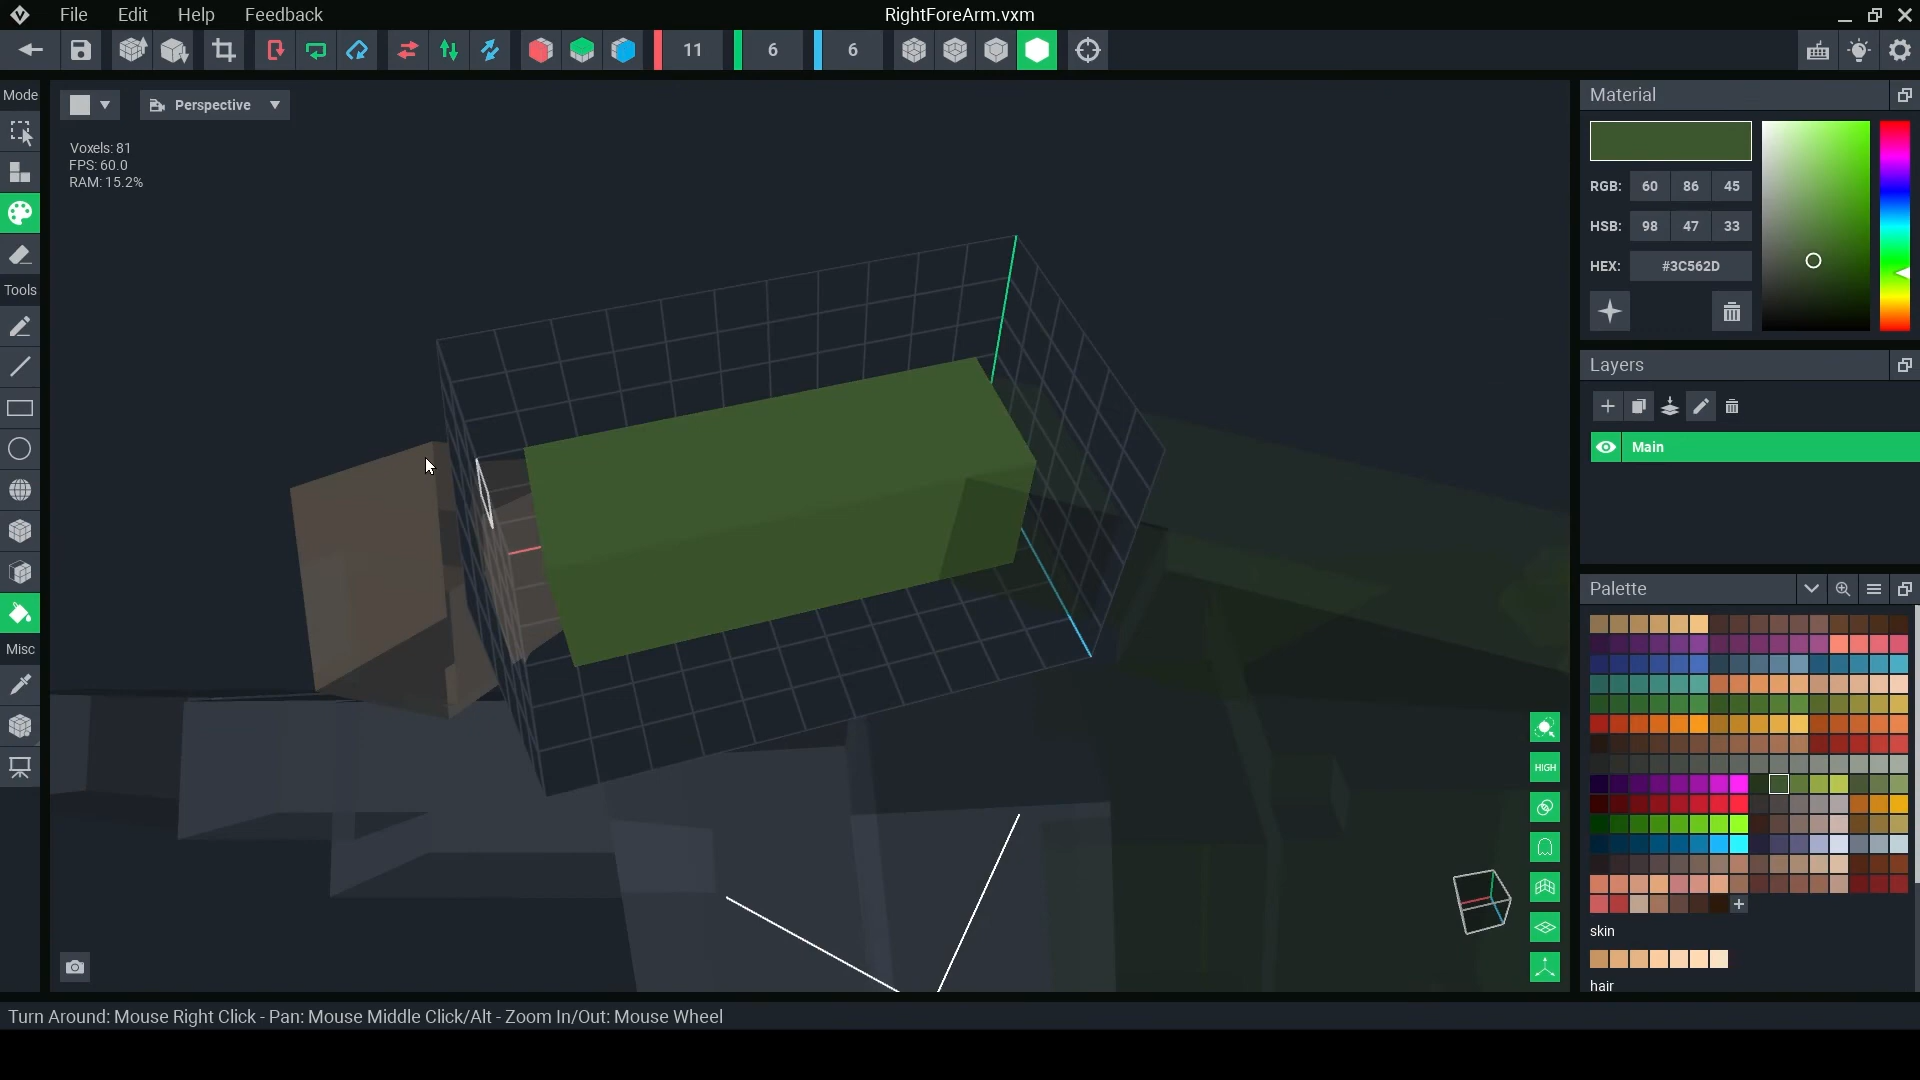 File Edit Help Feedback RightForeArm.vxm
11 6 6
Mode
Perspective
Voxels: 81
FPS: 60.0
RAM: 15.2%
Tools
Misc
HIGH
Material
RGB: 60 86 45
HSB: 98 47 33
HEX: #3C562D
Layers
Main
Palette
skin
hair
Turn Around: Mouse Right Click - Pan: Mouse Middle Click/Alt - Zoom In/Out: Mouse Wheel